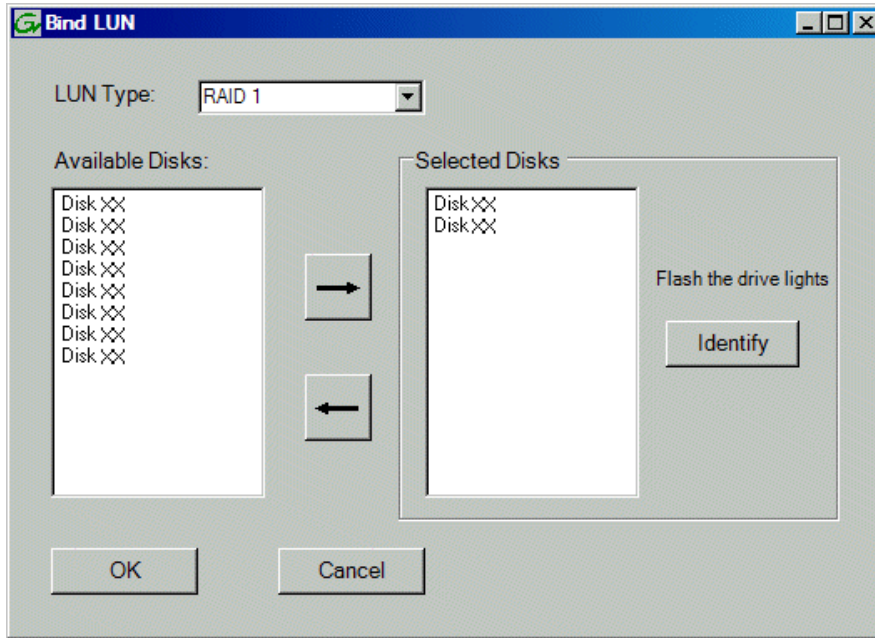 Bind LUN
LUN Type:
RAID 1
Available Disks:
Disk XX
Disk XX
Disk XX
Disk XX
Disk XX
Disk XX
Disk XX
Disk XX
Selected Disks
Disk XX
Disk XX
Flash the drive lights
Identify
OK
Cancel